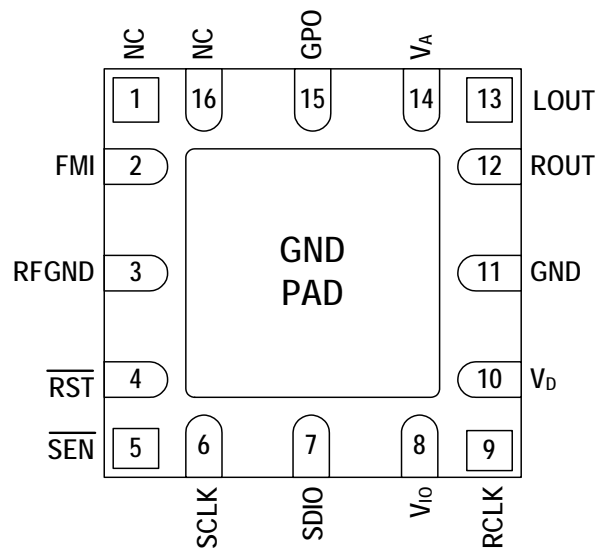 NC
NC
GPO
VA
1
16
15
14
13
LOUT
FMI
2
12
ROUT
RFGND
3
GND
PAD
11
GND
RST
4
10
VD
SEN
5
6
7
8
9
SCLK
SDIO
VIO
RCLK